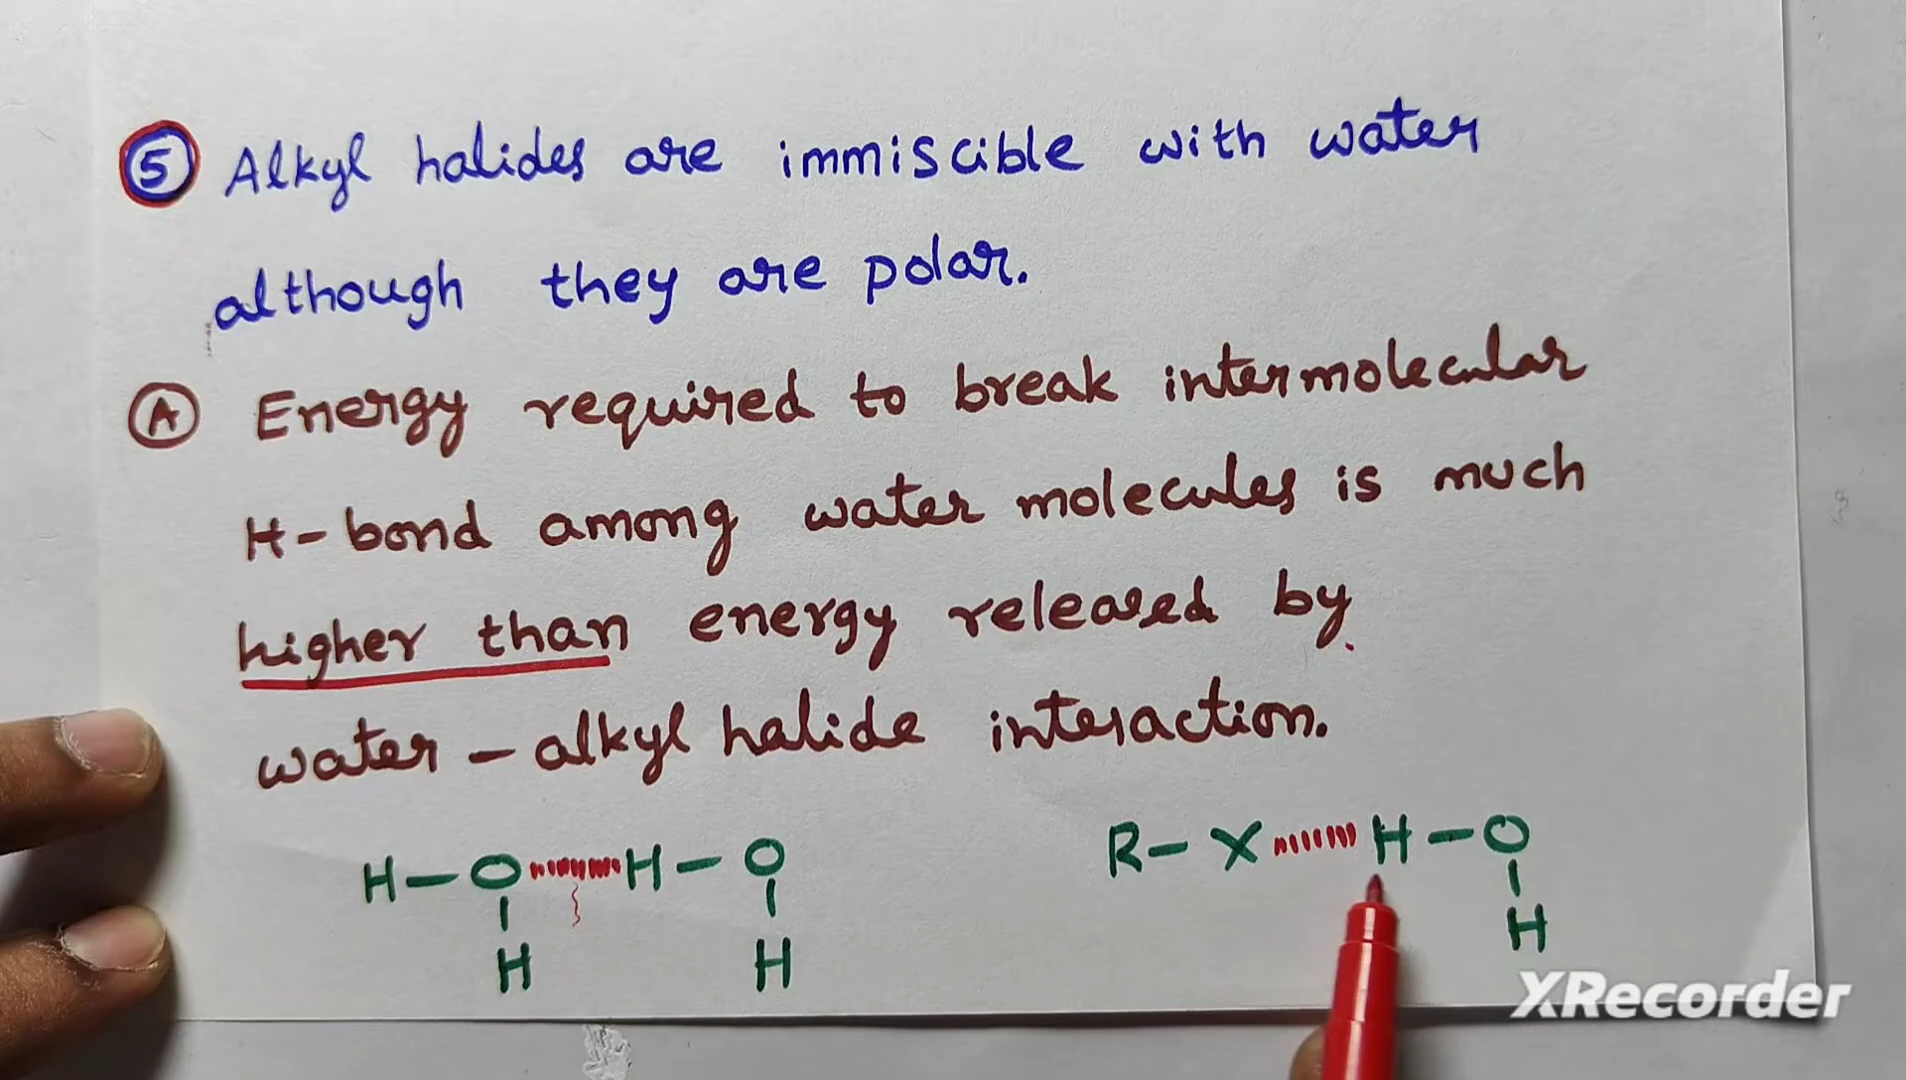 5 Alkyl halides are immiscible with water
although they are polar.
A Energy required to break intermolecular
H-bond among water molecules is much
higher than energy released by
water - alkyl halide interaction.
H-O H-O
H H
R-X H-O
H
XRecorder